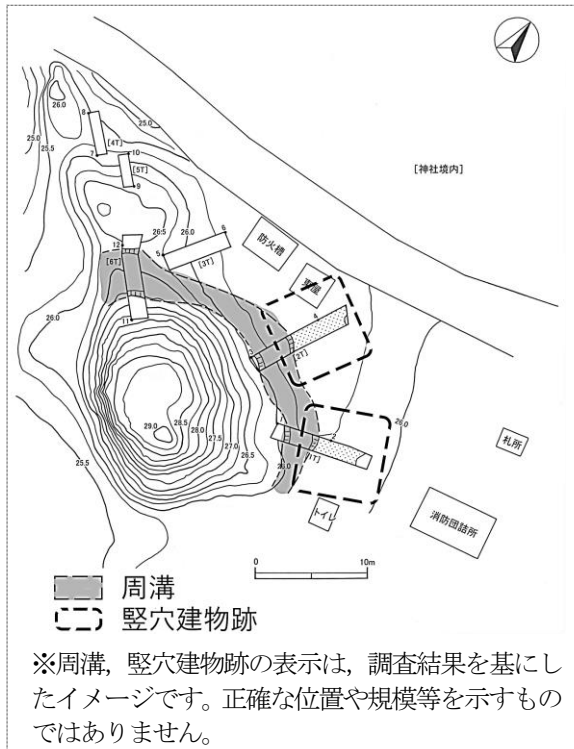 26.0
25.0
25.5
8
[4T]
7
10
[5T]
9
25.0
25.5
[神社境内]
26.5
26.0
6
5
[3T]
防火槽
東屋
12
[6T]
11
26.0
4
[2T]
2
[1T]
26.0
札所
29.0
28.5
28.0
27.5
27.0
26.5
26.0
25.5
トイレ
消防団詰所
0
10m
周溝
竪穴建物跡
※周溝，竪穴建物跡の表示は，調査結果を基にし
たイメージです。正確な位置や規模等を示すもの
ではありません。